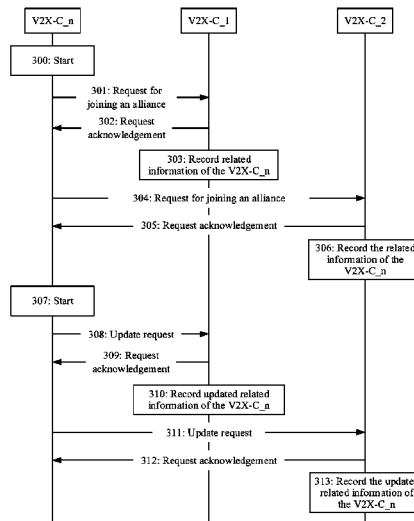 V2X-C_n
V2X-C_1
V2X-C_2
300: Start
301: Request for
joining an alliance
302: Request
acknowledgement
303: Record related
information of the V2X-C_n
304: Request for joining an alliance
305: Request acknowledgement
306: Record the related
information of the
V2X-C_n
307: Start
308: Update request
309: Request
acknowledgement
310: Record updated related
information of the V2X-C_n
311: Update request
312: Request acknowledgement
313: Record the updated
related information of
the V2X-C_n